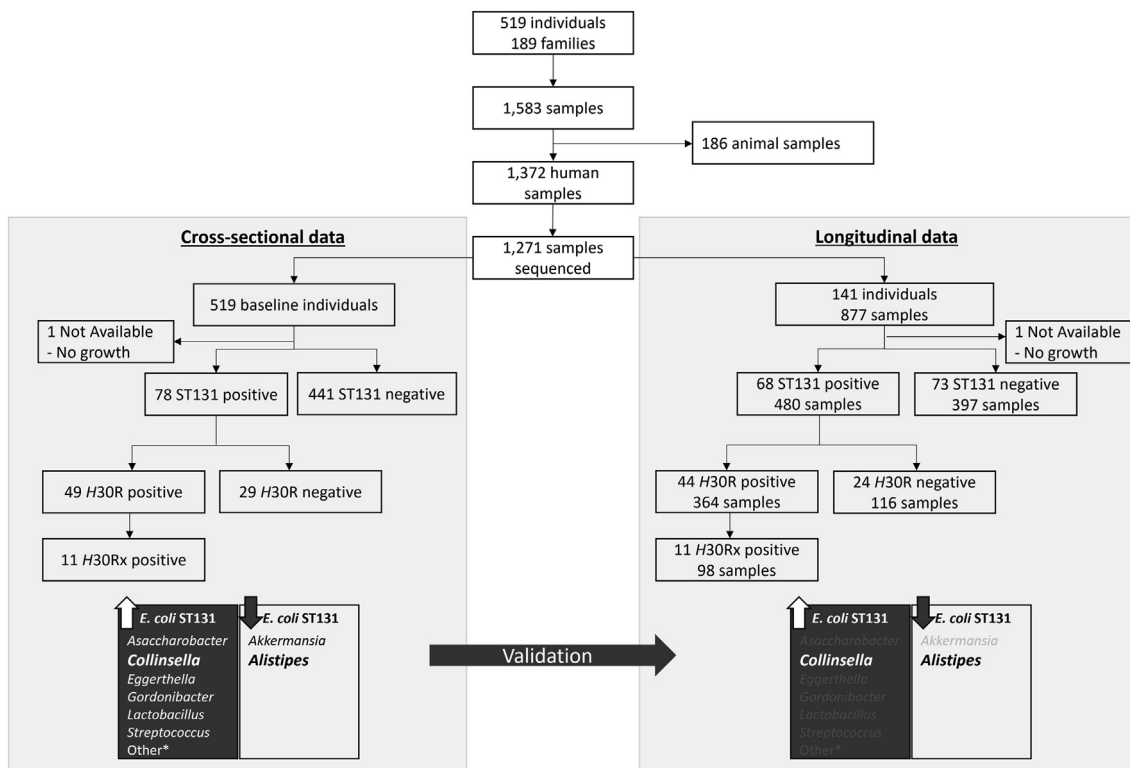 519 individuals
189 families
1,583 samples
186 animal samples
1,372 human
samples
1,271 samples
sequenced
Cross-sectional data
519 baseline individuals
1 Not Available
- No growth
78 ST131 positive
441 ST131 negative
49 H30R positive
29 H30R negative
11 H30Rx positive
E. coli ST131
Asaccharobacter
Collinsella
Eggerthella
Gordonibacter
Lactobacillus
Streptococcus
Other*
E. coli ST131
Akkermansia
Alistipes
Validation
Longitudinal data
141 individuals
877 samples
1 Not Available
- No growth
68 ST131 positive
480 samples
73 ST131 negative
397 samples
44 H30R positive
364 samples
24 H30R negative
116 samples
11 H30Rx positive
98 samples
E. coli ST131
Asaccharobacter
Collinsella
Eggerthella
Gordonibacter
Lactobacillus
Streptococcus
Other*
E. coli ST131
Akkermansia
Alistipes